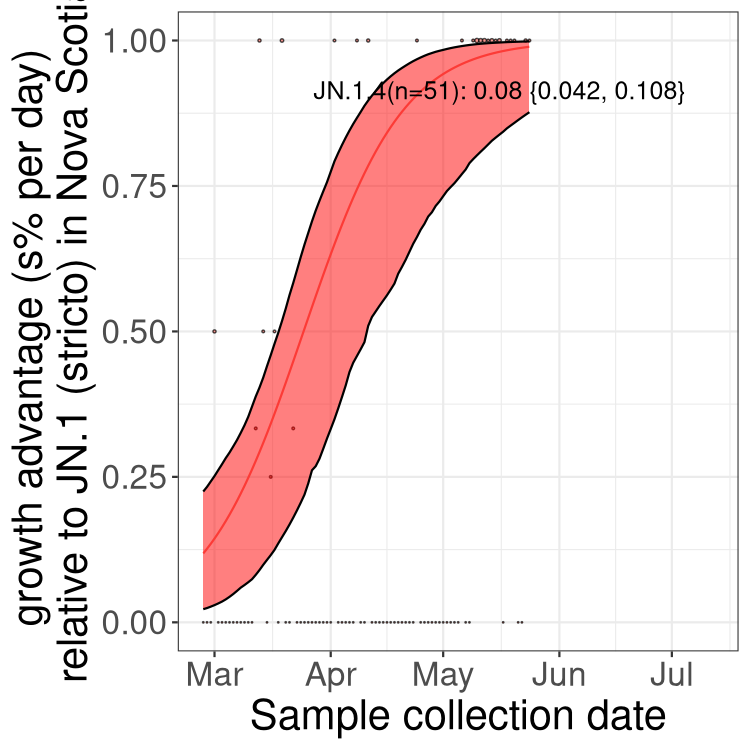 growth advantage (s% per day)
relative to JN.1 (stricto) in Nova Scotia
1.00
0.75
0.50
0.25
0.00
JN.1.4(n=51): 0.08 {0.042, 0.108}
Mar Apr May Jun Jul
Sample collection date